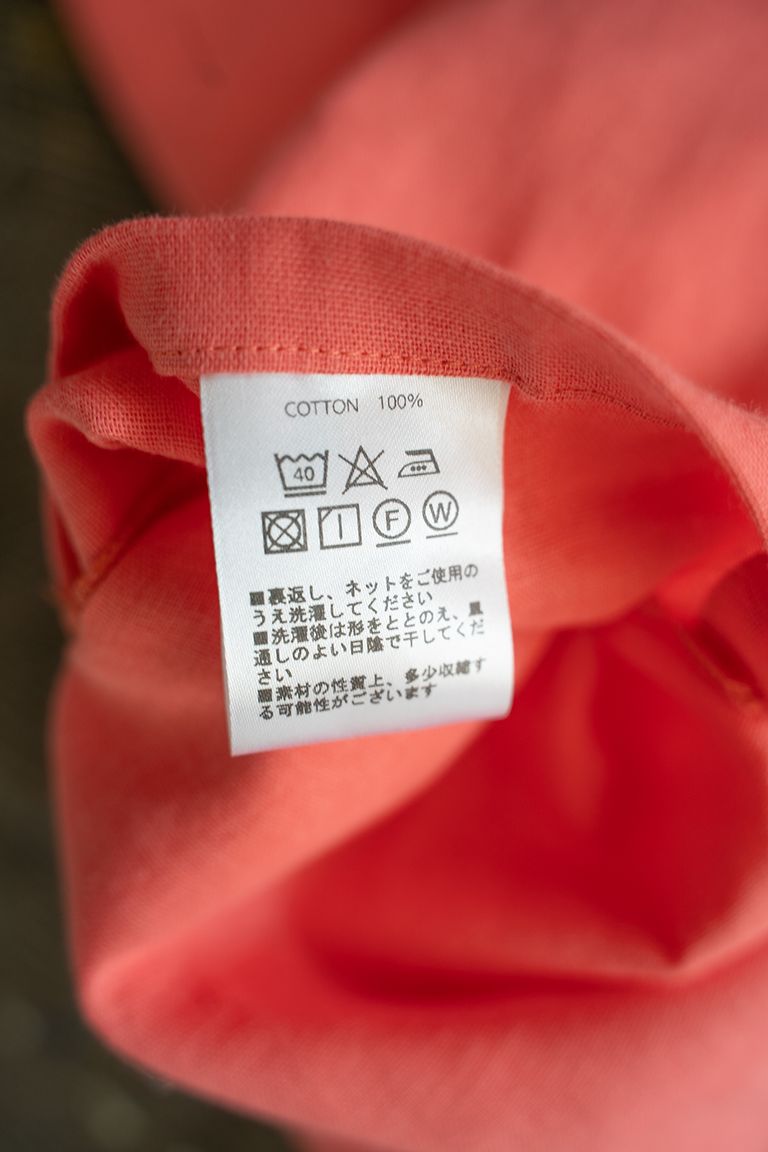 COTTON 100%
40
F W
■裏返し、ネットをご使用の
うえ洗濯してください
■洗濯後は形をととのえ、風
通しのよい日陰で干してくだ
さい
■素材の性質上、多少収縮す
る可能性がございます